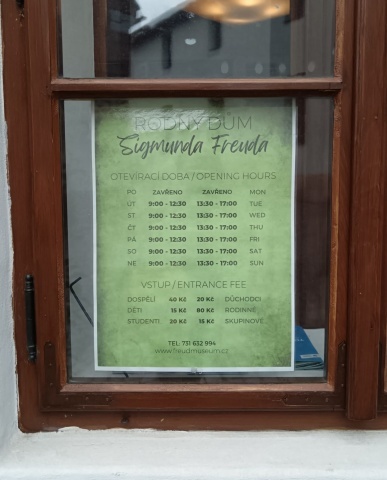 RODNÝ DŮM
Sigmunda Freuda
OTEVÍRACÍ DOBA / OPENING HOURS
PO ZAVŘENO ZAVŘENO MON
ÚT 9:00 - 12:30 13:30 - 17:00 TUE
ST 9:00 - 12:30 13:30 - 17:00 WED
ČT 9:00 - 12:30 13:30 - 17:00 THU
PÁ 9:00 - 12:30 13:30 - 17:00 FRI
SO 9:00 - 12:30 13:30 - 17:00 SAT
NE 9:00 - 12:30 13:30 - 17:00 SUN
VSTUP / ENTRANCE FEE
DOSPĚLÍ 40 Kč 20 Kč DŮCHODCI
DĚTI 15 Kč 80 Kč RODINNÉ
STUDENTI 20 Kč 15 Kč SKUPINOVÉ
TEL: 731 632 994
www.freudmuseum.cz